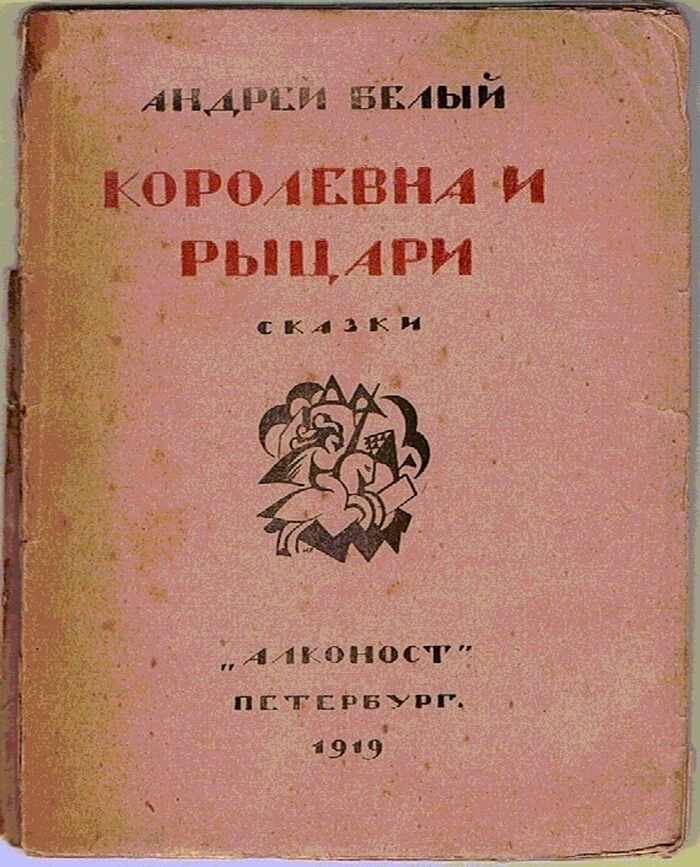 АНДРЕЙ БЕЛЫЙ
КОРОЛЕВНА И
РЫЦАРИ
СКАЗКИ
„АЛКОНОСТ"
ПЕТЕРБУРГ.
1919